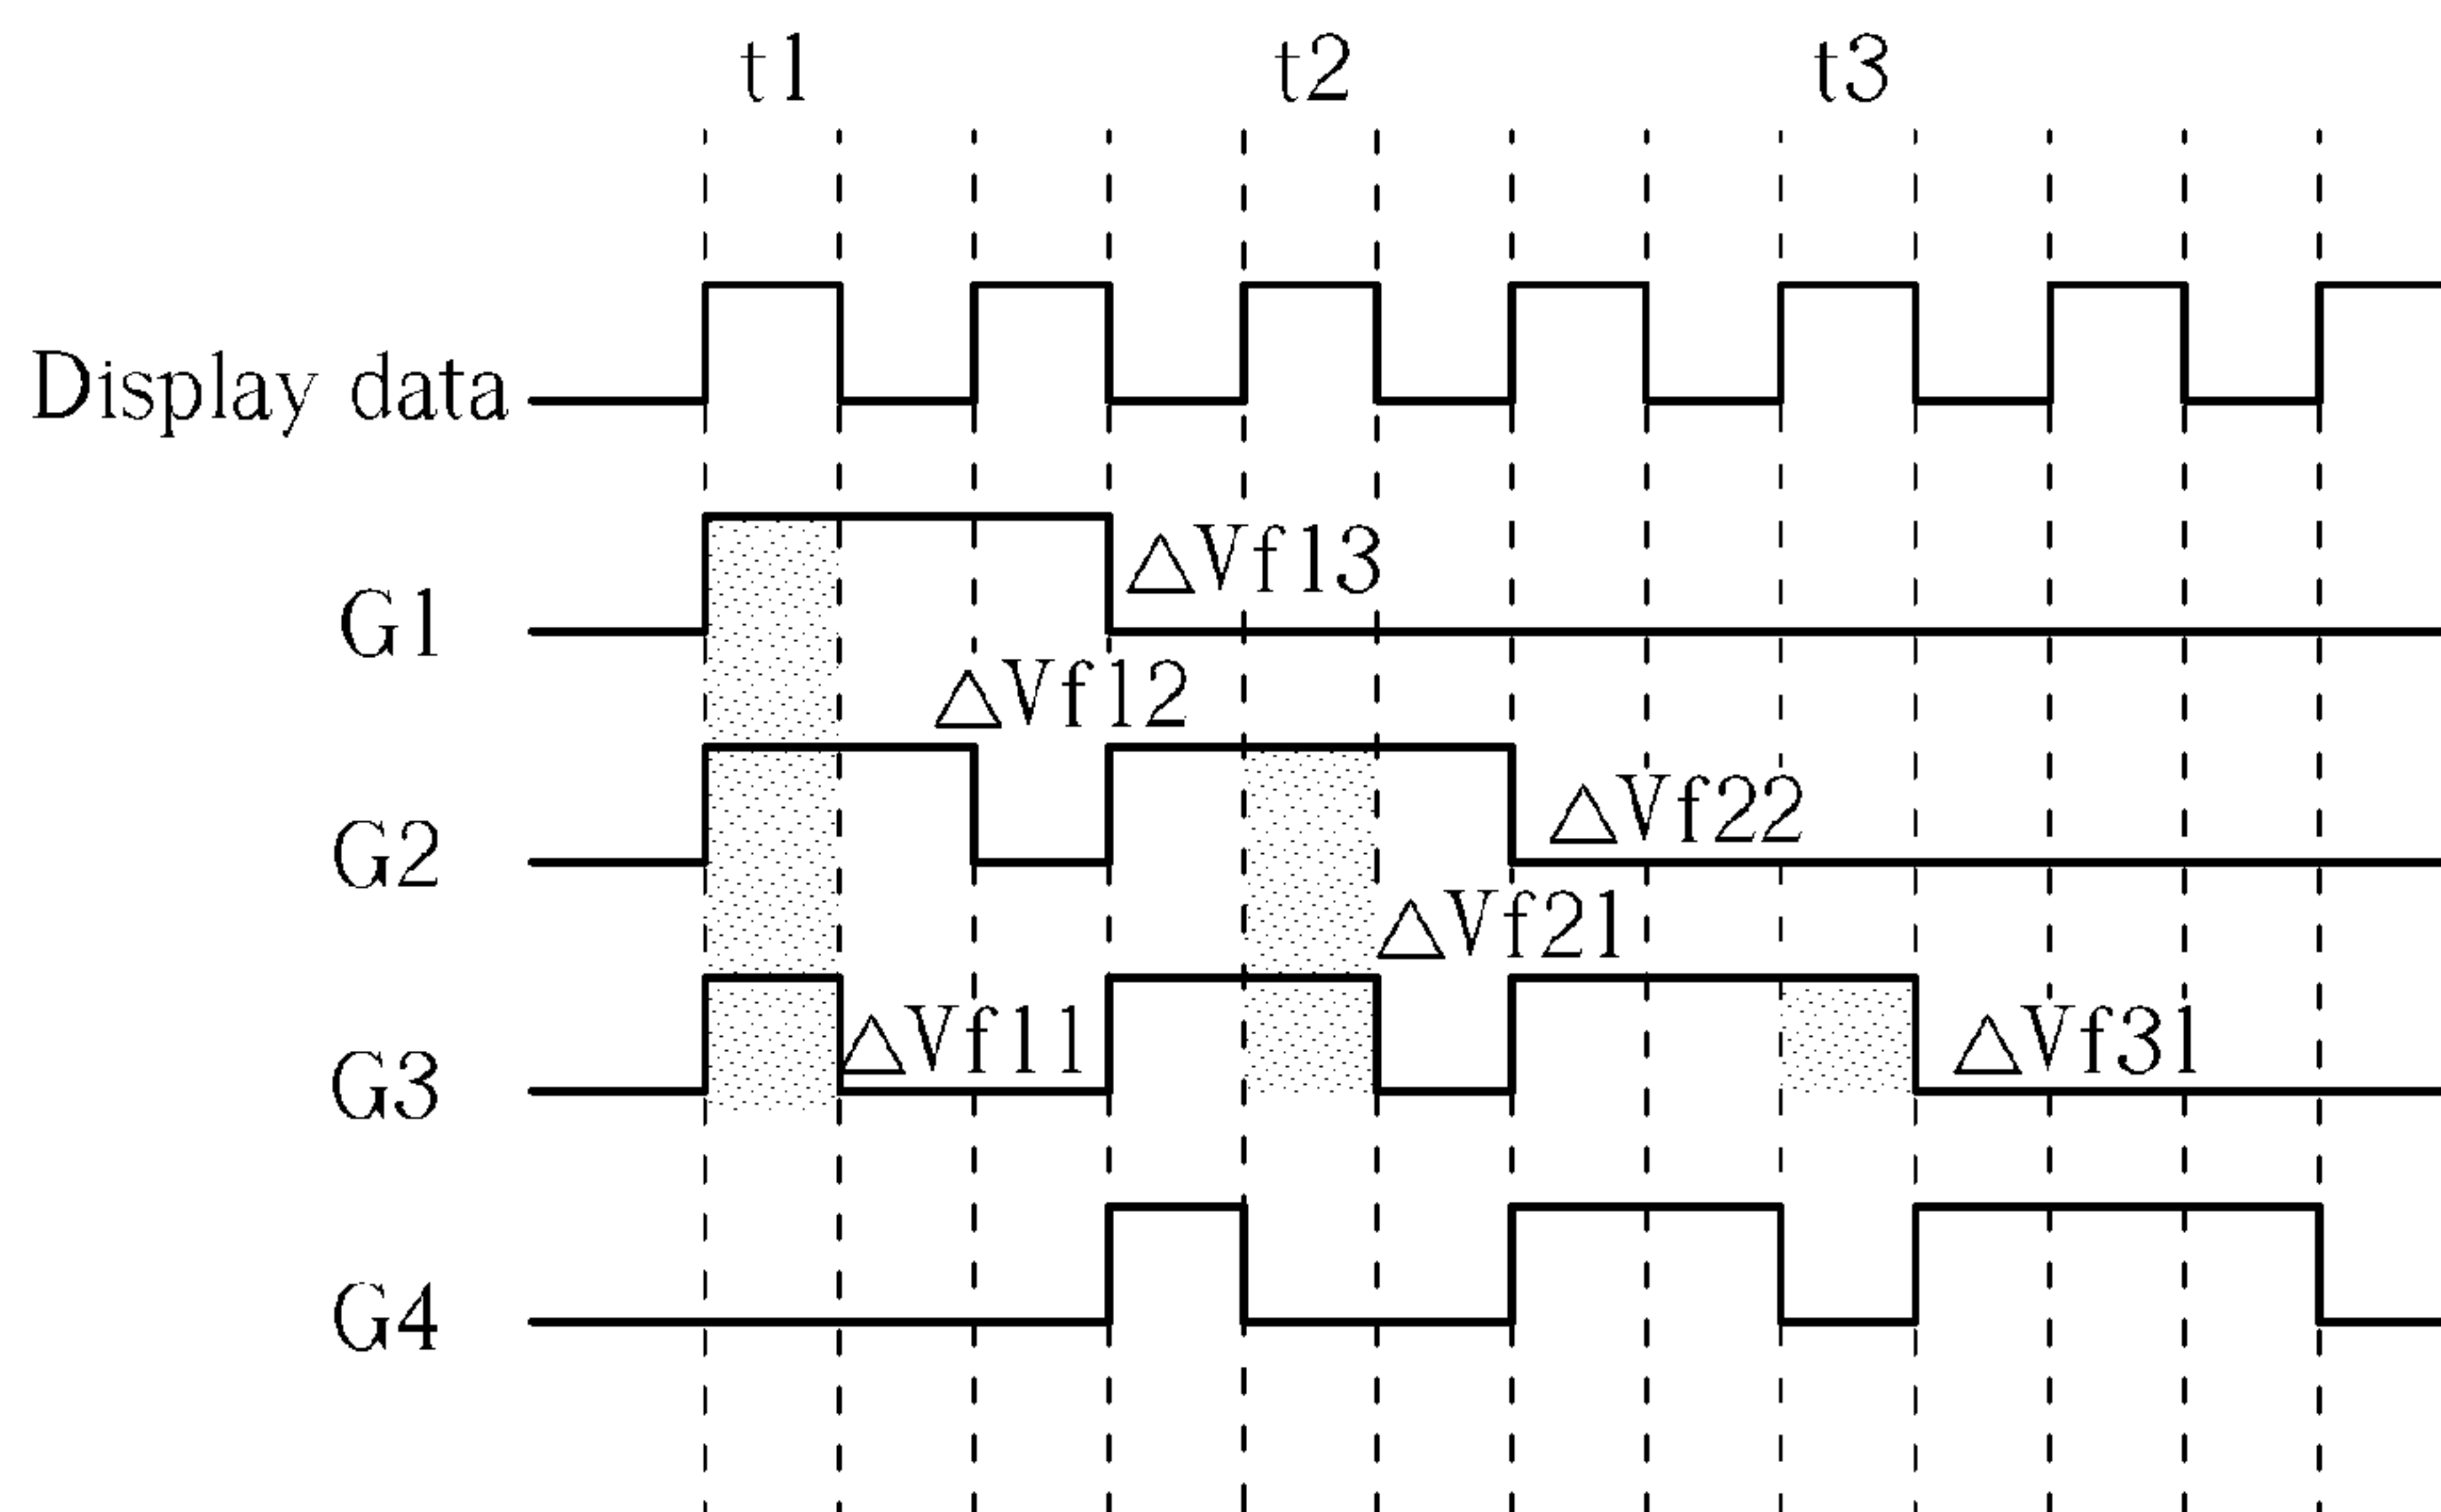 t1 t2 t3
Display data
△Vf13
G1
△Vf12
△Vf22
G2
△Vf21
△Vf11 △Vf31
G3
G4